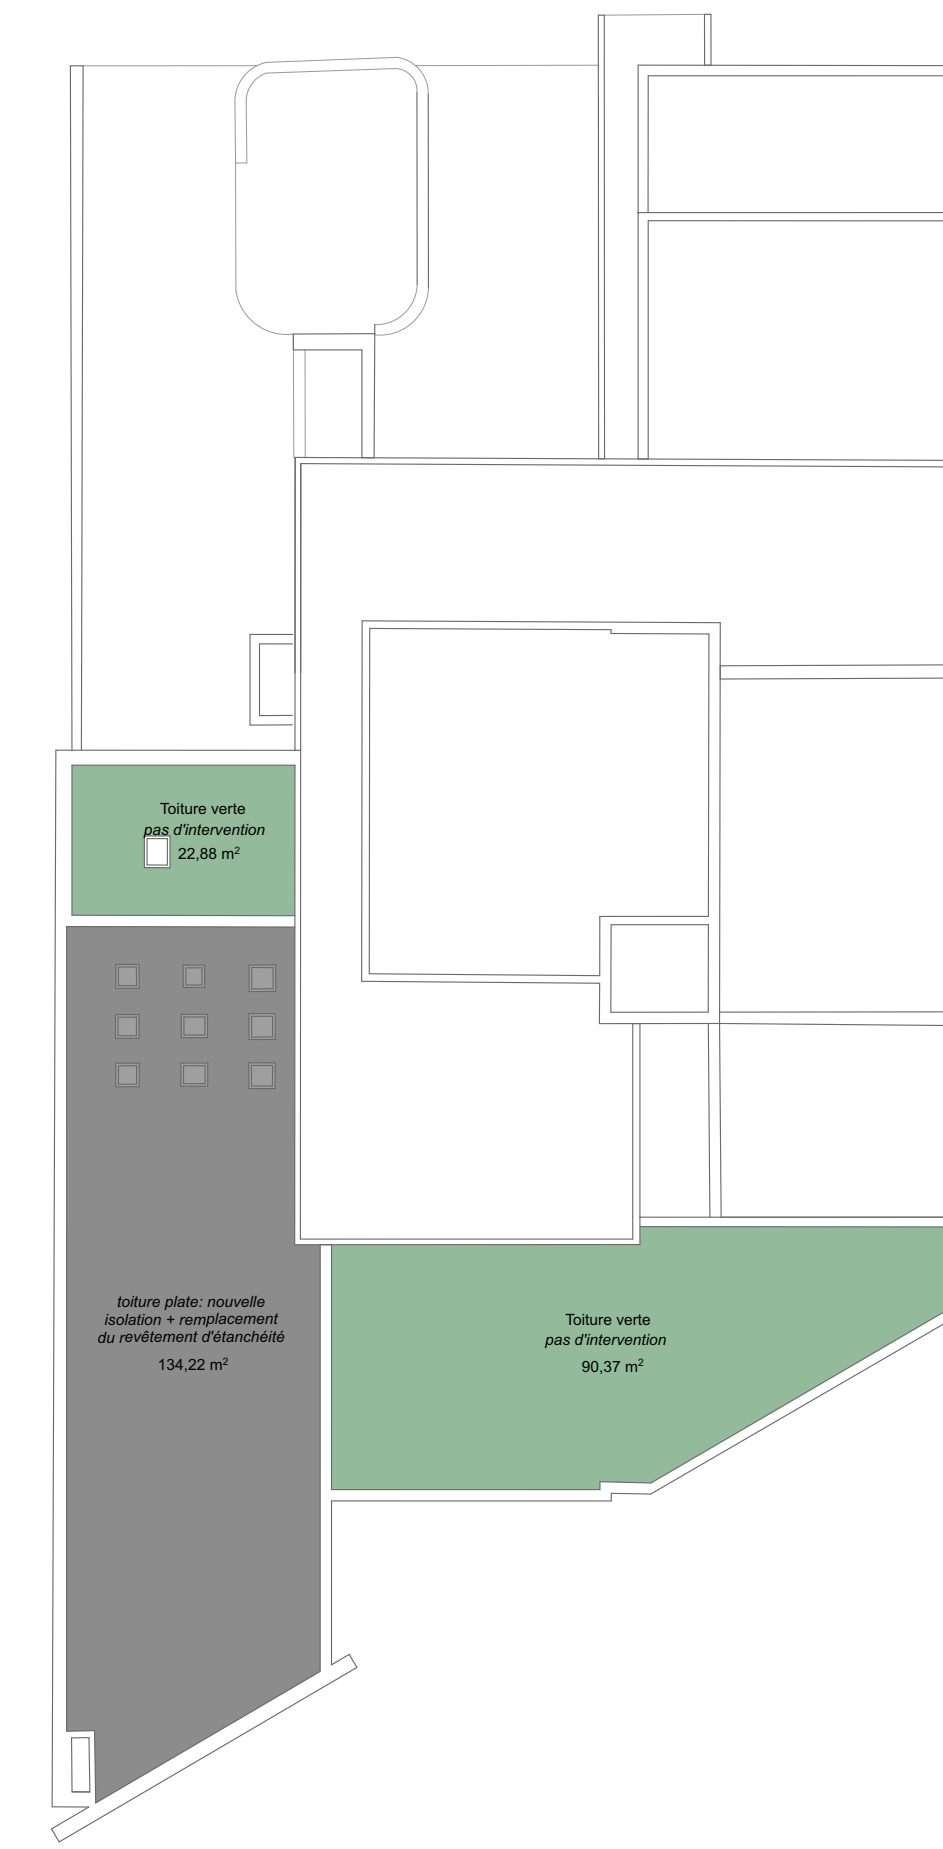 Toiture verte
pas d'intervention
22,88 m²
toiture plate: nouvelle
isolation + remplacement
du revêtement d'étanchéité
134,22 m²
Toiture verte
pas d'intervention
90,37 m²